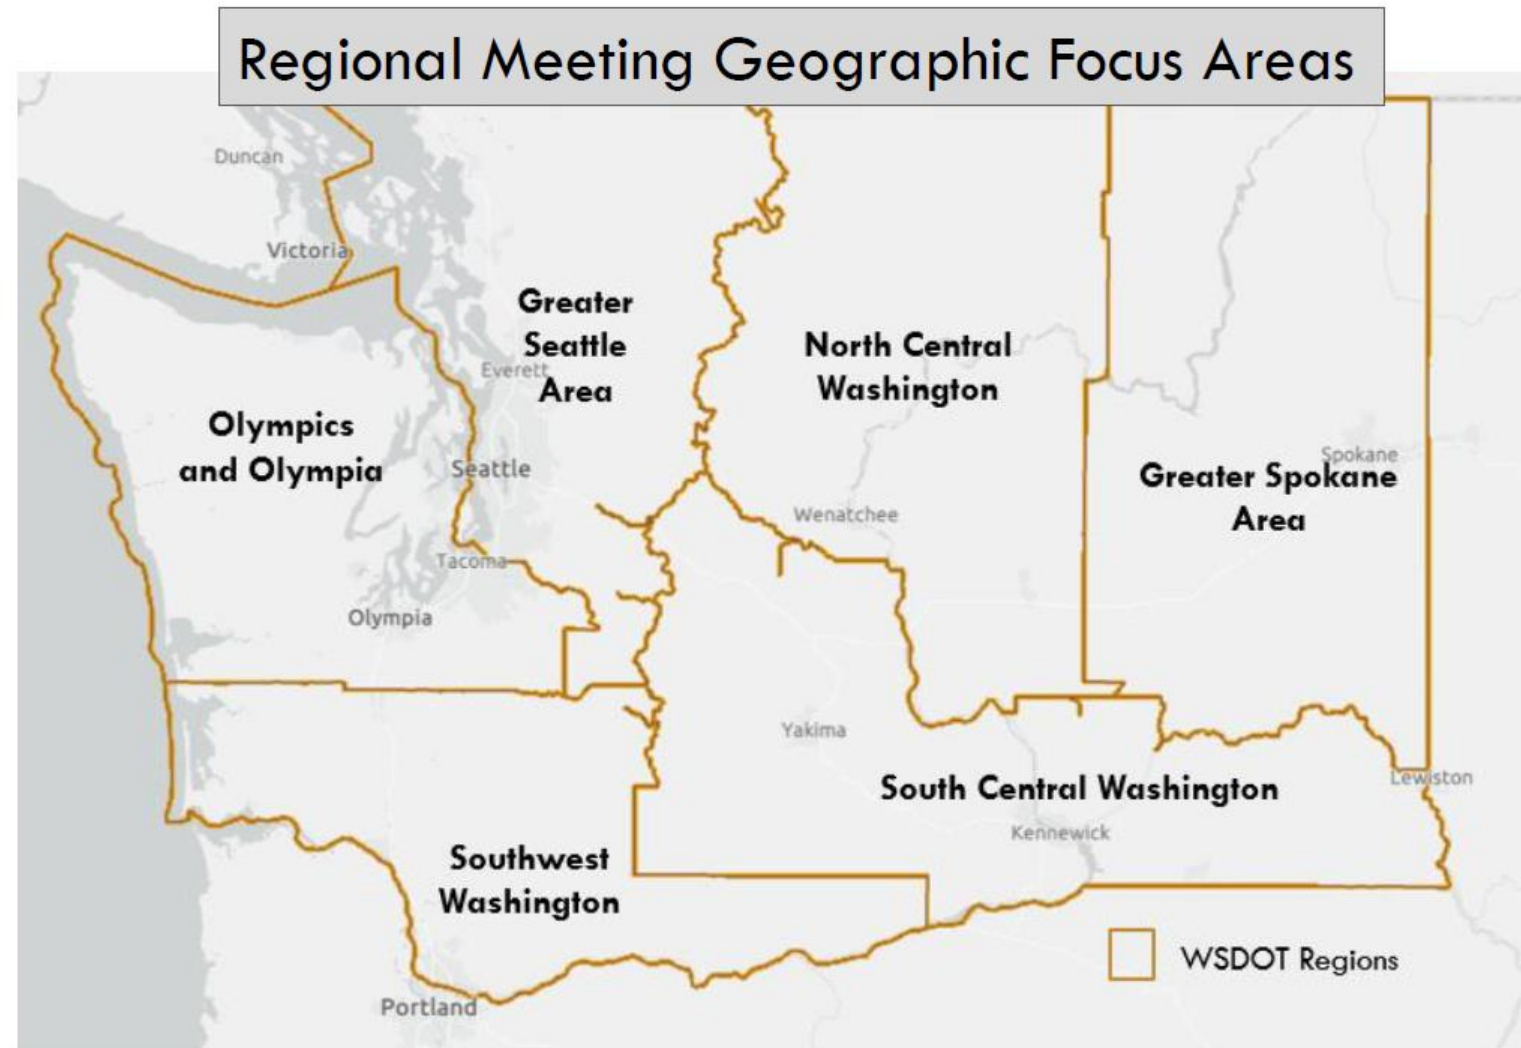 Regional Meeting Geographic Focus Areas
Duncan
Victoria
Greater
Seattle
Area
Everett
North Central
Washington
Olympics
and Olympia
Seattle
Spokane
Greater Spokane
Area
Wenatchee
Tacoma
Olympia
Yakima
South Central Washington
Lewiston
Kennewick
Southwest
Washington
WSDOT Regions
Portland